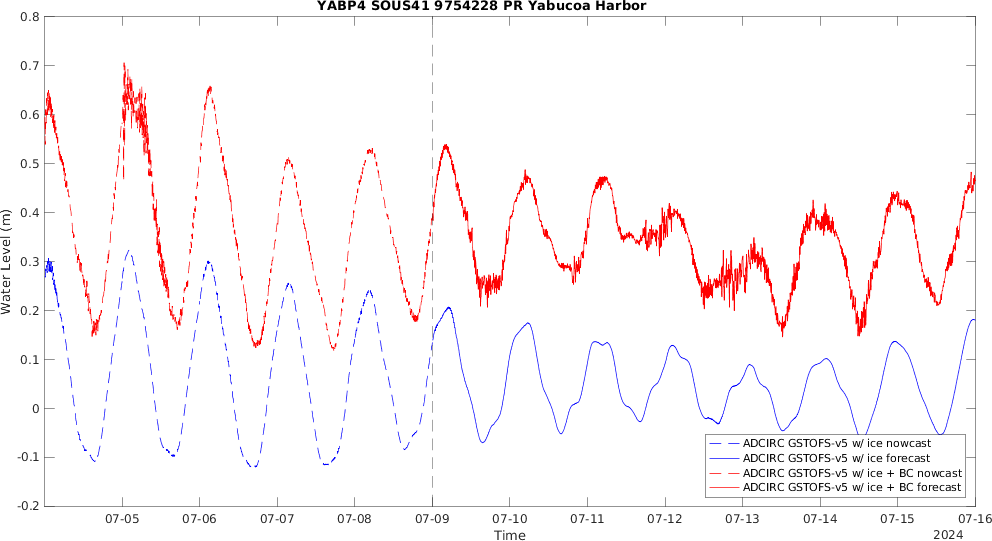 YABP4 SOUS41 9754228 PR Yabucoa Harbor
0.8
0.7
0.6
0.5
0.4
0.3
0.2
0.1
0
-0.1
-0.2
Water Level (m)
07-05 07-06 07-07 07-08 07-09 07-10 07-11 07-12 07-13 07-14 07-15 07-16
Time
2024
ADCIRC GSTOFS-v5 w/ ice nowcast
ADCIRC GSTOFS-v5 w/ ice forecast
ADCIRC GSTOFS-v5 w/ ice + BC nowcast
ADCIRC GSTOFS-v5 w/ ice + BC forecast